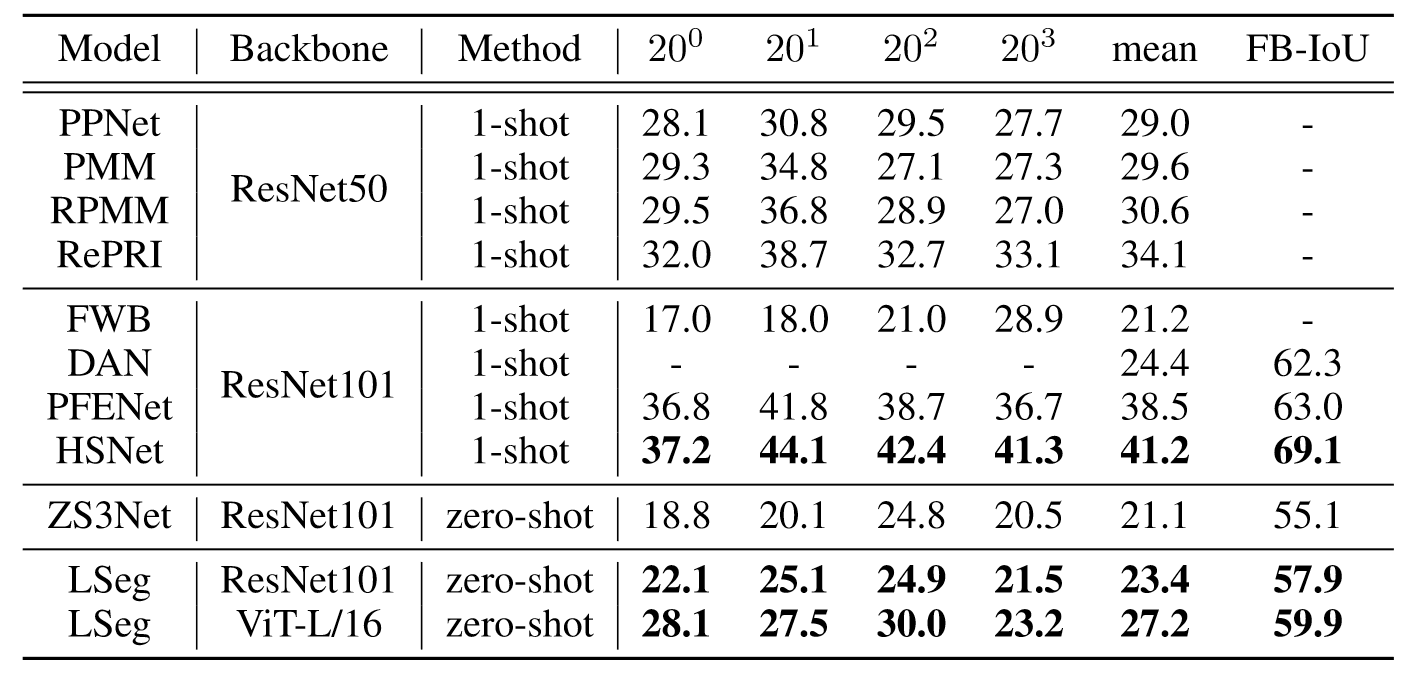 Model Backbone Method 20⁰ 20¹ 20² 20³ mean FB-IoU
PPNet 1-shot 28.1 30.8 29.5 27.7 29.0 -
PMM 1-shot 29.3 34.8 27.1 27.3 29.6 -
ResNet50
RPMM 1-shot 29.5 36.8 28.9 27.0 30.6 -
RePRI 1-shot 32.0 38.7 32.7 33.1 34.1 -
FWB 1-shot 17.0 18.0 21.0 28.9 21.2 -
DAN 1-shot - - - - 24.4 62.3
ResNet101
PFENet 1-shot 36.8 41.8 38.7 36.7 38.5 63.0
HSNet 1-shot 37.2 44.1 42.4 41.3 41.2 69.1
ZS3Net ResNet101 zero-shot 18.8 20.1 24.8 20.5 21.1 55.1
LSeg ResNet101 zero-shot 22.1 25.1 24.9 21.5 23.4 57.9
LSeg ViT-L/16 zero-shot 28.1 27.5 30.0 23.2 27.2 59.9